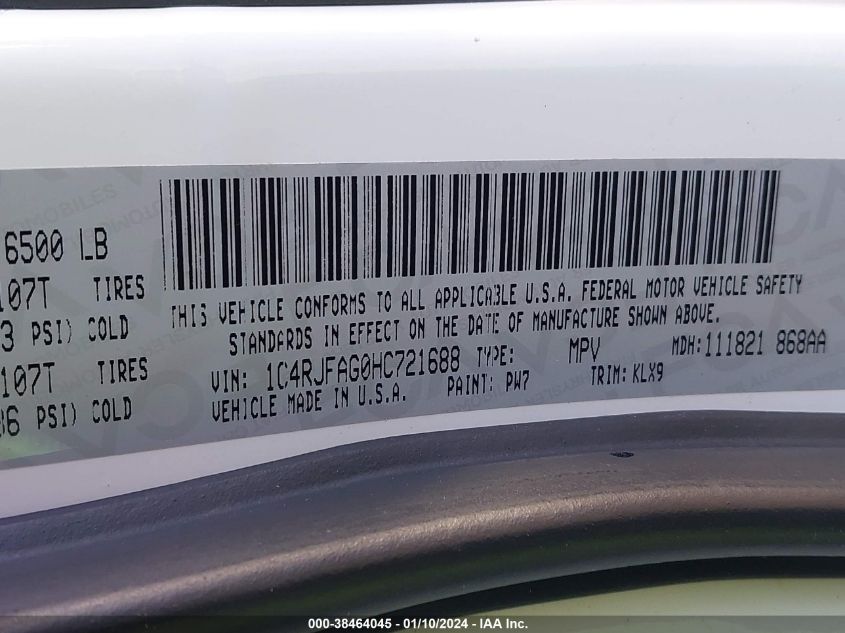 6500 LB
107T TIRES
3 PSI) COLD
107T TIRES
36 PSI) COLD
THIS VEHICLE CONFORMS TO ALL APPLICABLE U.S.A. FEDERAL MOTOR VEHICLE SAFETY
STANDARDS IN EFFECT ON THE DATE OF MANUFACTURE SHOWN ABOVE.
VIN: 1C4RJFAG0HC721688 TYPE: MPV MDH:111821 868AA
VEHICLE MADE IN U.S.A. PAINT: PW7 TRIM: KLX9
000-38464045 - 01/10/2024 - IAA Inc.